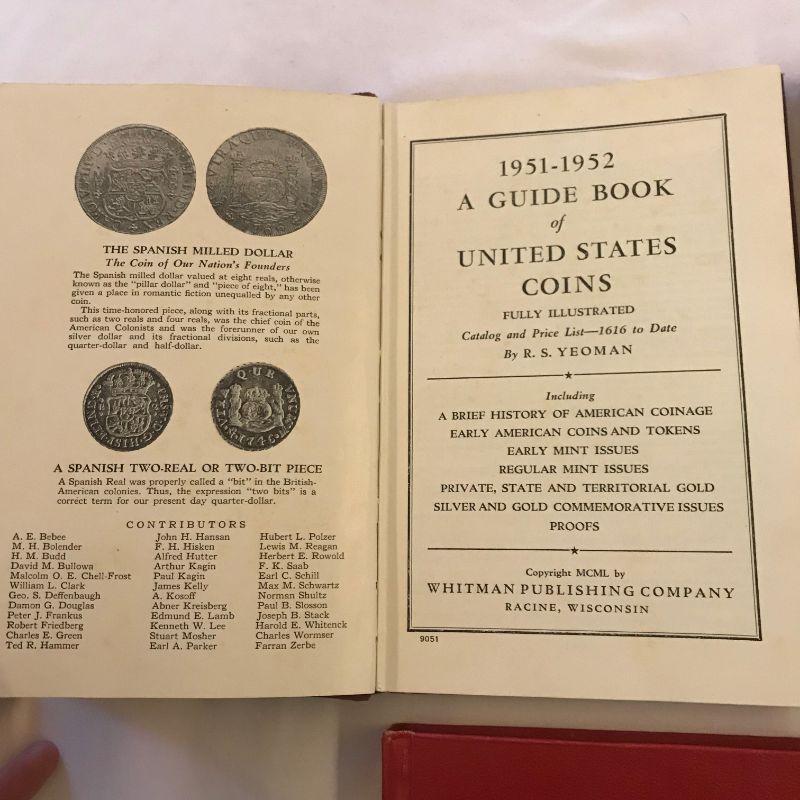 THE SPANISH MILLED DOLLAR
The Coin of Our Nation's Founders
The Spanish milled dollar valued at eight reals, otherwise
known as the "pillar dollar" and "piece of eight," has been
given a place in romantic fiction unequalled by any other
coin.
This time-honored piece, along with its fractional parts,
such as two reals and four reals, was the chief coin of the
American Colonists and was the forerunner of our own
silver dollar and its fractional divisions, such as the
quarter-dollar and half-dollar.
A SPANISH TWO-REAL OR TWO-BIT PIECE
A Spanish Real was properly called a "bit" in the British-
American colonies. Thus, the expression "two bits" is a
correct term for our present day quarter-dollar.
CONTRIBUTORS
A. E. Bebee
M. H. Bolender
H. M. Budd
David M. Bullowa
Malcolm O. E. Chell-Frost
William L. Clark
Geo. S. Deffenbaugh
Damon G. Douglas
Peter J. Frankus
Robert Friedberg
Charles E. Green
Ted R. Hammer
John H. Hansan
F. H. Hisken
Alfred Hutter
Arthur Kagin
Paul Kagin
James Kelly
A. Kosoff
Abner Kreisberg
Edmund E. Lamb
Kenneth W. Lee
Stuart Mosher
Earl A. Parker
Hubert L. Polzer
Lewis M. Reagan
Herbert E. Rowold
F. K. Saab
Earl C. Schill
Max M. Schwartz
Norman Shultz
Paul B. Slosson
Joseph B. Stack
Harold E. Whitenck
Charles Wormser
Farran Zerbe
1951-1952
A GUIDE BOOK
of
UNITED STATES
COINS
FULLY ILLUSTRATED
Catalog and Price List—1616 to Date
By R. S. YEOMAN
Including
A BRIEF HISTORY OF AMERICAN COINAGE
EARLY AMERICAN COINS AND TOKENS
EARLY MINT ISSUES
REGULAR MINT ISSUES
PRIVATE, STATE AND TERRITORIAL GOLD
SILVER AND GOLD COMMEMORATIVE ISSUES
PROOFS
Copyright MCML by
WHITMAN PUBLISHING COMPANY
RACINE, WISCONSIN
9051